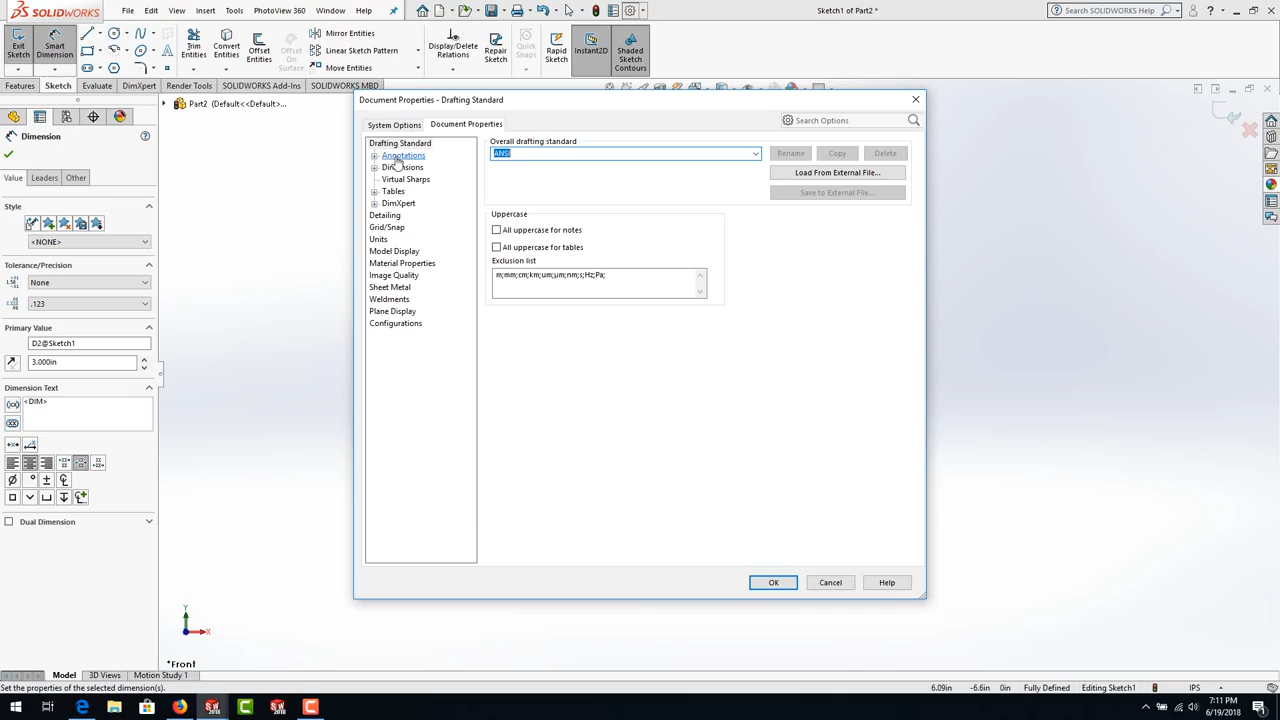 SOLIDWORKS
File Edit View Insert Tools PhotoView 360 Window Help
Sketch1 of Part2 *
Search SOLIDWORKS Help
Exit Sketch
Smart Dimension
Trim Entities
Convert Entities
Offset Entities
Offset On Surface
Mirror Entities
Linear Sketch Pattern
Move Entities
Display/Delete Relations
Repair Sketch
Quick Snaps
Rapid Sketch
Instant2D
Shaded Sketch Contours
Features Sketch Evaluate DimXpert Render Tools SOLIDWORKS Add-Ins SOLIDWORKS MBD
Part2 (Default<<Default>...
Dimension
Value Leaders Other
Style
<NONE>
Tolerance/Precision
None
.123
Primary Value
D2@Sketch1
3.000in
Dimension Text
<DIM>
Dual Dimension
Document Properties - Drafting Standard
System Options Document Properties
Search Options
Drafting Standard
Annotations
Dimensions
Virtual Sharps
Tables
DimXpert
Detailing
Grid/Snap
Units
Model Display
Material Properties
Image Quality
Sheet Metal
Weldments
Plane Display
Configurations
Overall drafting standard
ANSI
Rename Copy Delete
Load From External File...
Save to External File...
Uppercase
All uppercase for notes
All uppercase for tables
Exclusion list
m;mm;cm;km;um;µm;nm;s;Hz;Pa;
OK Cancel Help
Y
X
*Front
Model 3D Views Motion Study 1
Set the properties of the selected dimension(s).
6.09in -6.6in 0in Fully Defined Editing Sketch1 IPS
7:11 PM
6/19/2018